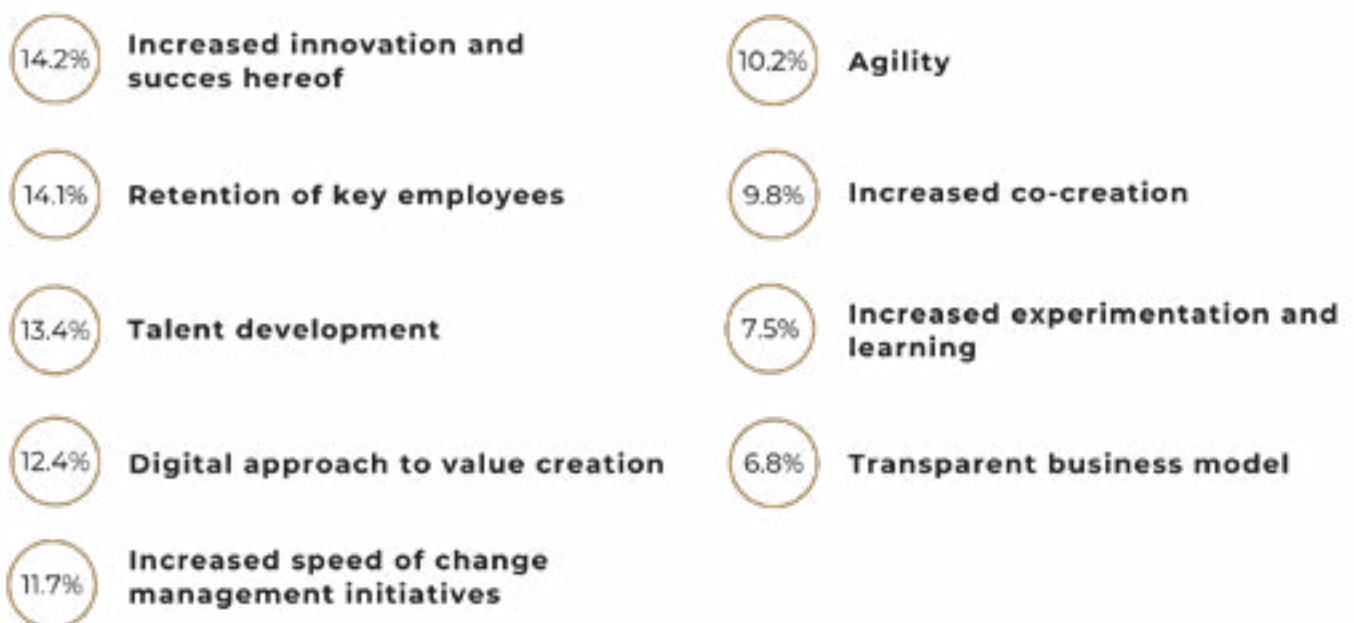 14.2%
Increased innovation and
succes hereof
14.1%
Retention of key employees
13.4%
Talent development
12.4%
Digital approach to value creation
11.7%
Increased speed of change
management initiatives
10.2%
Agility
9.8%
Increased co-creation
7.5%
Increased experimentation and
learning
6.8%
Transparent business model